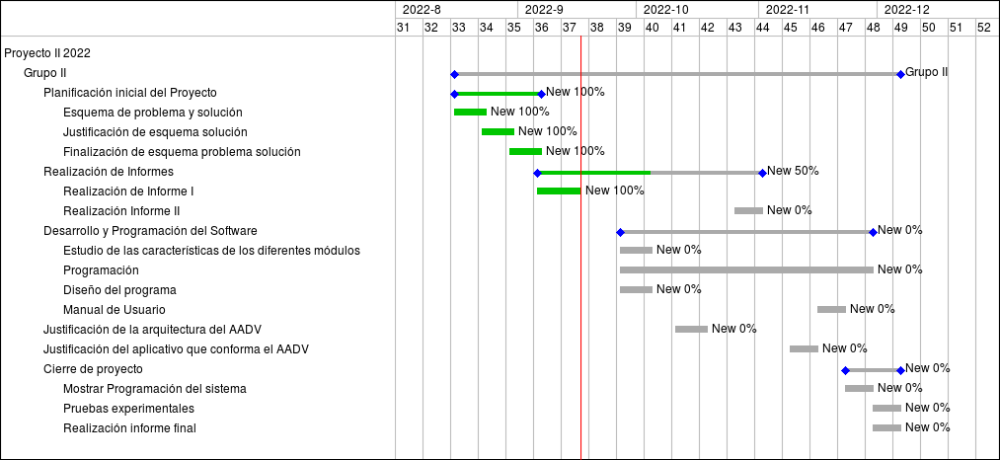 2022-8 2022-9 2022-10 2022-11 2022-12
31 32 33 34 35 36 37 38 39 40 41 42 43 44 45 46 47 48 49 50 51 52
Proyecto II 2022
Grupo II Grupo II
Planificación inicial del Proyecto New 100%
Esquema de problema y solución New 100%
Justificación de esquema solución New 100%
Finalización de esquema problema solución New 100%
Realización de Informes New 50%
Realización de Informe I New 100%
Realización Informe II New 0%
Desarrollo y Programación del Software New 0%
Estudio de las características de los diferentes módulos New 0%
Programación New 0%
Diseño del programa New 0%
Manual de Usuario New 0%
Justificación de la arquitectura del AADV New 0%
Justificación del aplicativo que conforma el AADV New 0%
Cierre de proyecto New 0%
Mostrar Programación del sistema New 0%
Pruebas experimentales New 0%
Realización informe final New 0%